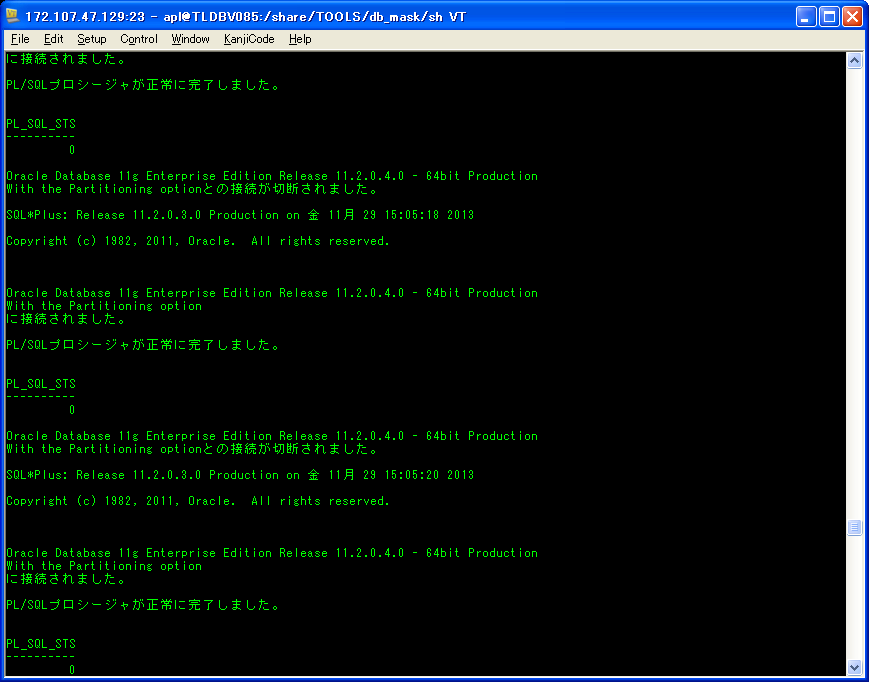 172.107.47.129:23 - apl@TLDBV085:/share/TOOLS/db_mask/sh VT
File Edit Setup Control Window KanjiCode Help
に接続されました。
PL/SQLプロシージャが正常に完了しました。
PL_SQL_STS
----------
0
Oracle Database 11g Enterprise Edition Release 11.2.0.4.0 - 64bit Production
With the Partitioning optionとの接続が切断されました。
SQL*Plus: Release 11.2.0.3.0 Production on 金 11月 29 15:05:18 2013
Copyright (c) 1982, 2011, Oracle.  All rights reserved.
Oracle Database 11g Enterprise Edition Release 11.2.0.4.0 - 64bit Production
With the Partitioning option
に接続されました。
PL/SQLプロシージャが正常に完了しました。
PL_SQL_STS
----------
0
Oracle Database 11g Enterprise Edition Release 11.2.0.4.0 - 64bit Production
With the Partitioning optionとの接続が切断されました。
SQL*Plus: Release 11.2.0.3.0 Production on 金 11月 29 15:05:20 2013
Copyright (c) 1982, 2011, Oracle.  All rights reserved.
Oracle Database 11g Enterprise Edition Release 11.2.0.4.0 - 64bit Production
With the Partitioning option
に接続されました。
PL/SQLプロシージャが正常に完了しました。
PL_SQL_STS
----------
0